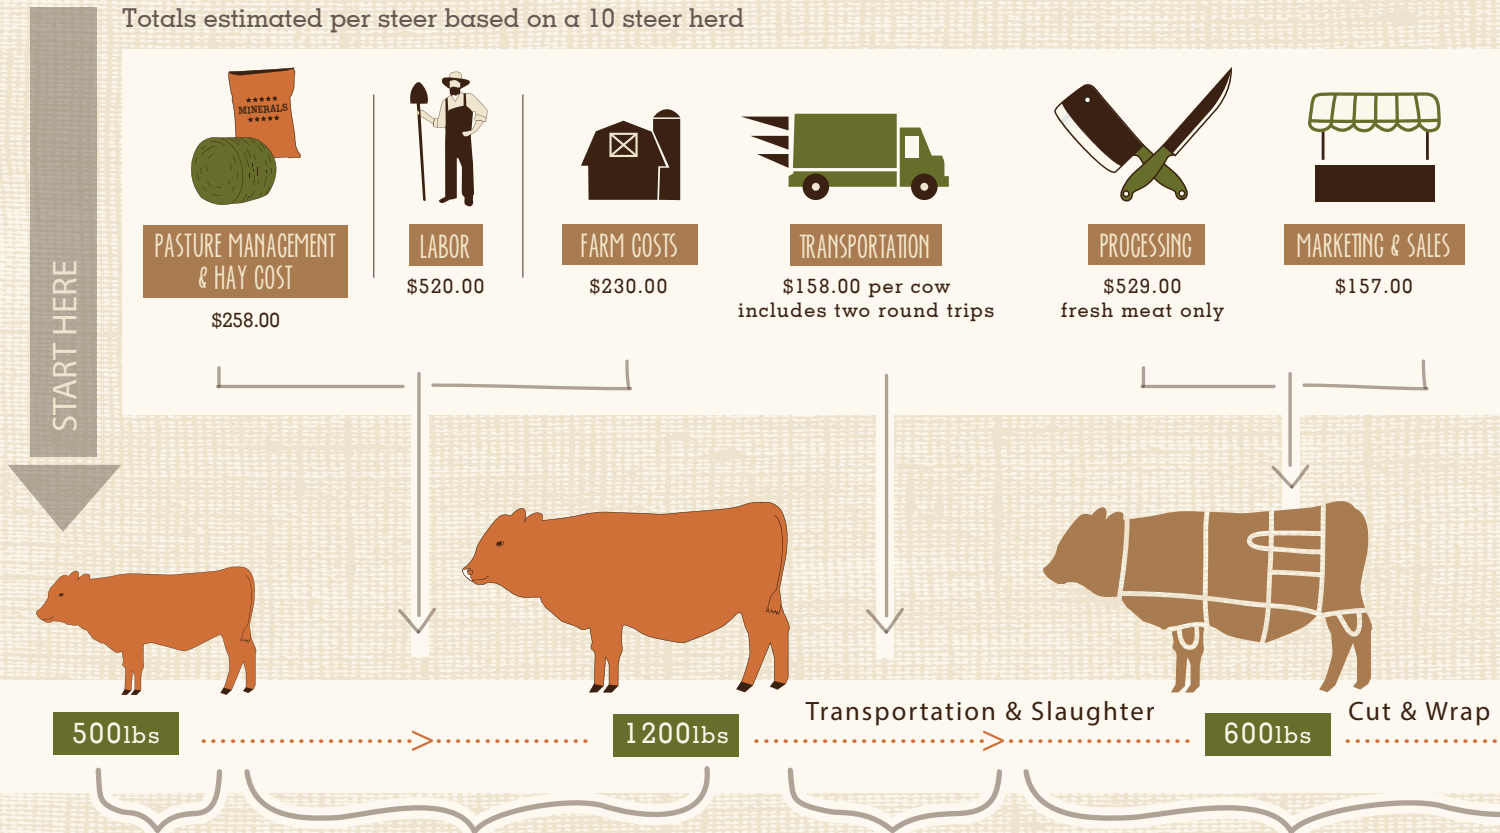 Totals estimated per steer based on a 10 steer herd
START HERE
MINERALS
PASTURE MANAGEMENT
& HAY COST
$258.00
LABOR
$520.00
FARM COSTS
$230.00
TRANSPORTATION
$158.00 per cow
includes two round trips
PROCESSING
$529.00
fresh meat only
MARKETING & SALES
$157.00
500lbs
1200lbs
Transportation & Slaughter
600lbs
Cut & Wrap